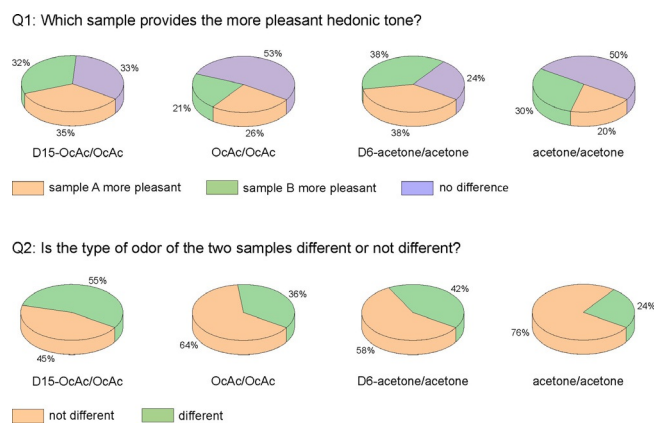 Q1: Which sample provides the more pleasant hedonic tone?
32%
33%
35%
D15-OcAc/OcAc
53%
21%
26%
OcAc/OcAc
38%
24%
38%
D6-acetone/acetone
50%
30%
20%
acetone/acetone
sample A more pleasant
sample B more pleasant
no difference
Q2: Is the type of odor of the two samples different or not different?
55%
45%
D15-OcAc/OcAc
36%
64%
OcAc/OcAc
42%
58%
D6-acetone/acetone
24%
76%
acetone/acetone
not different
different